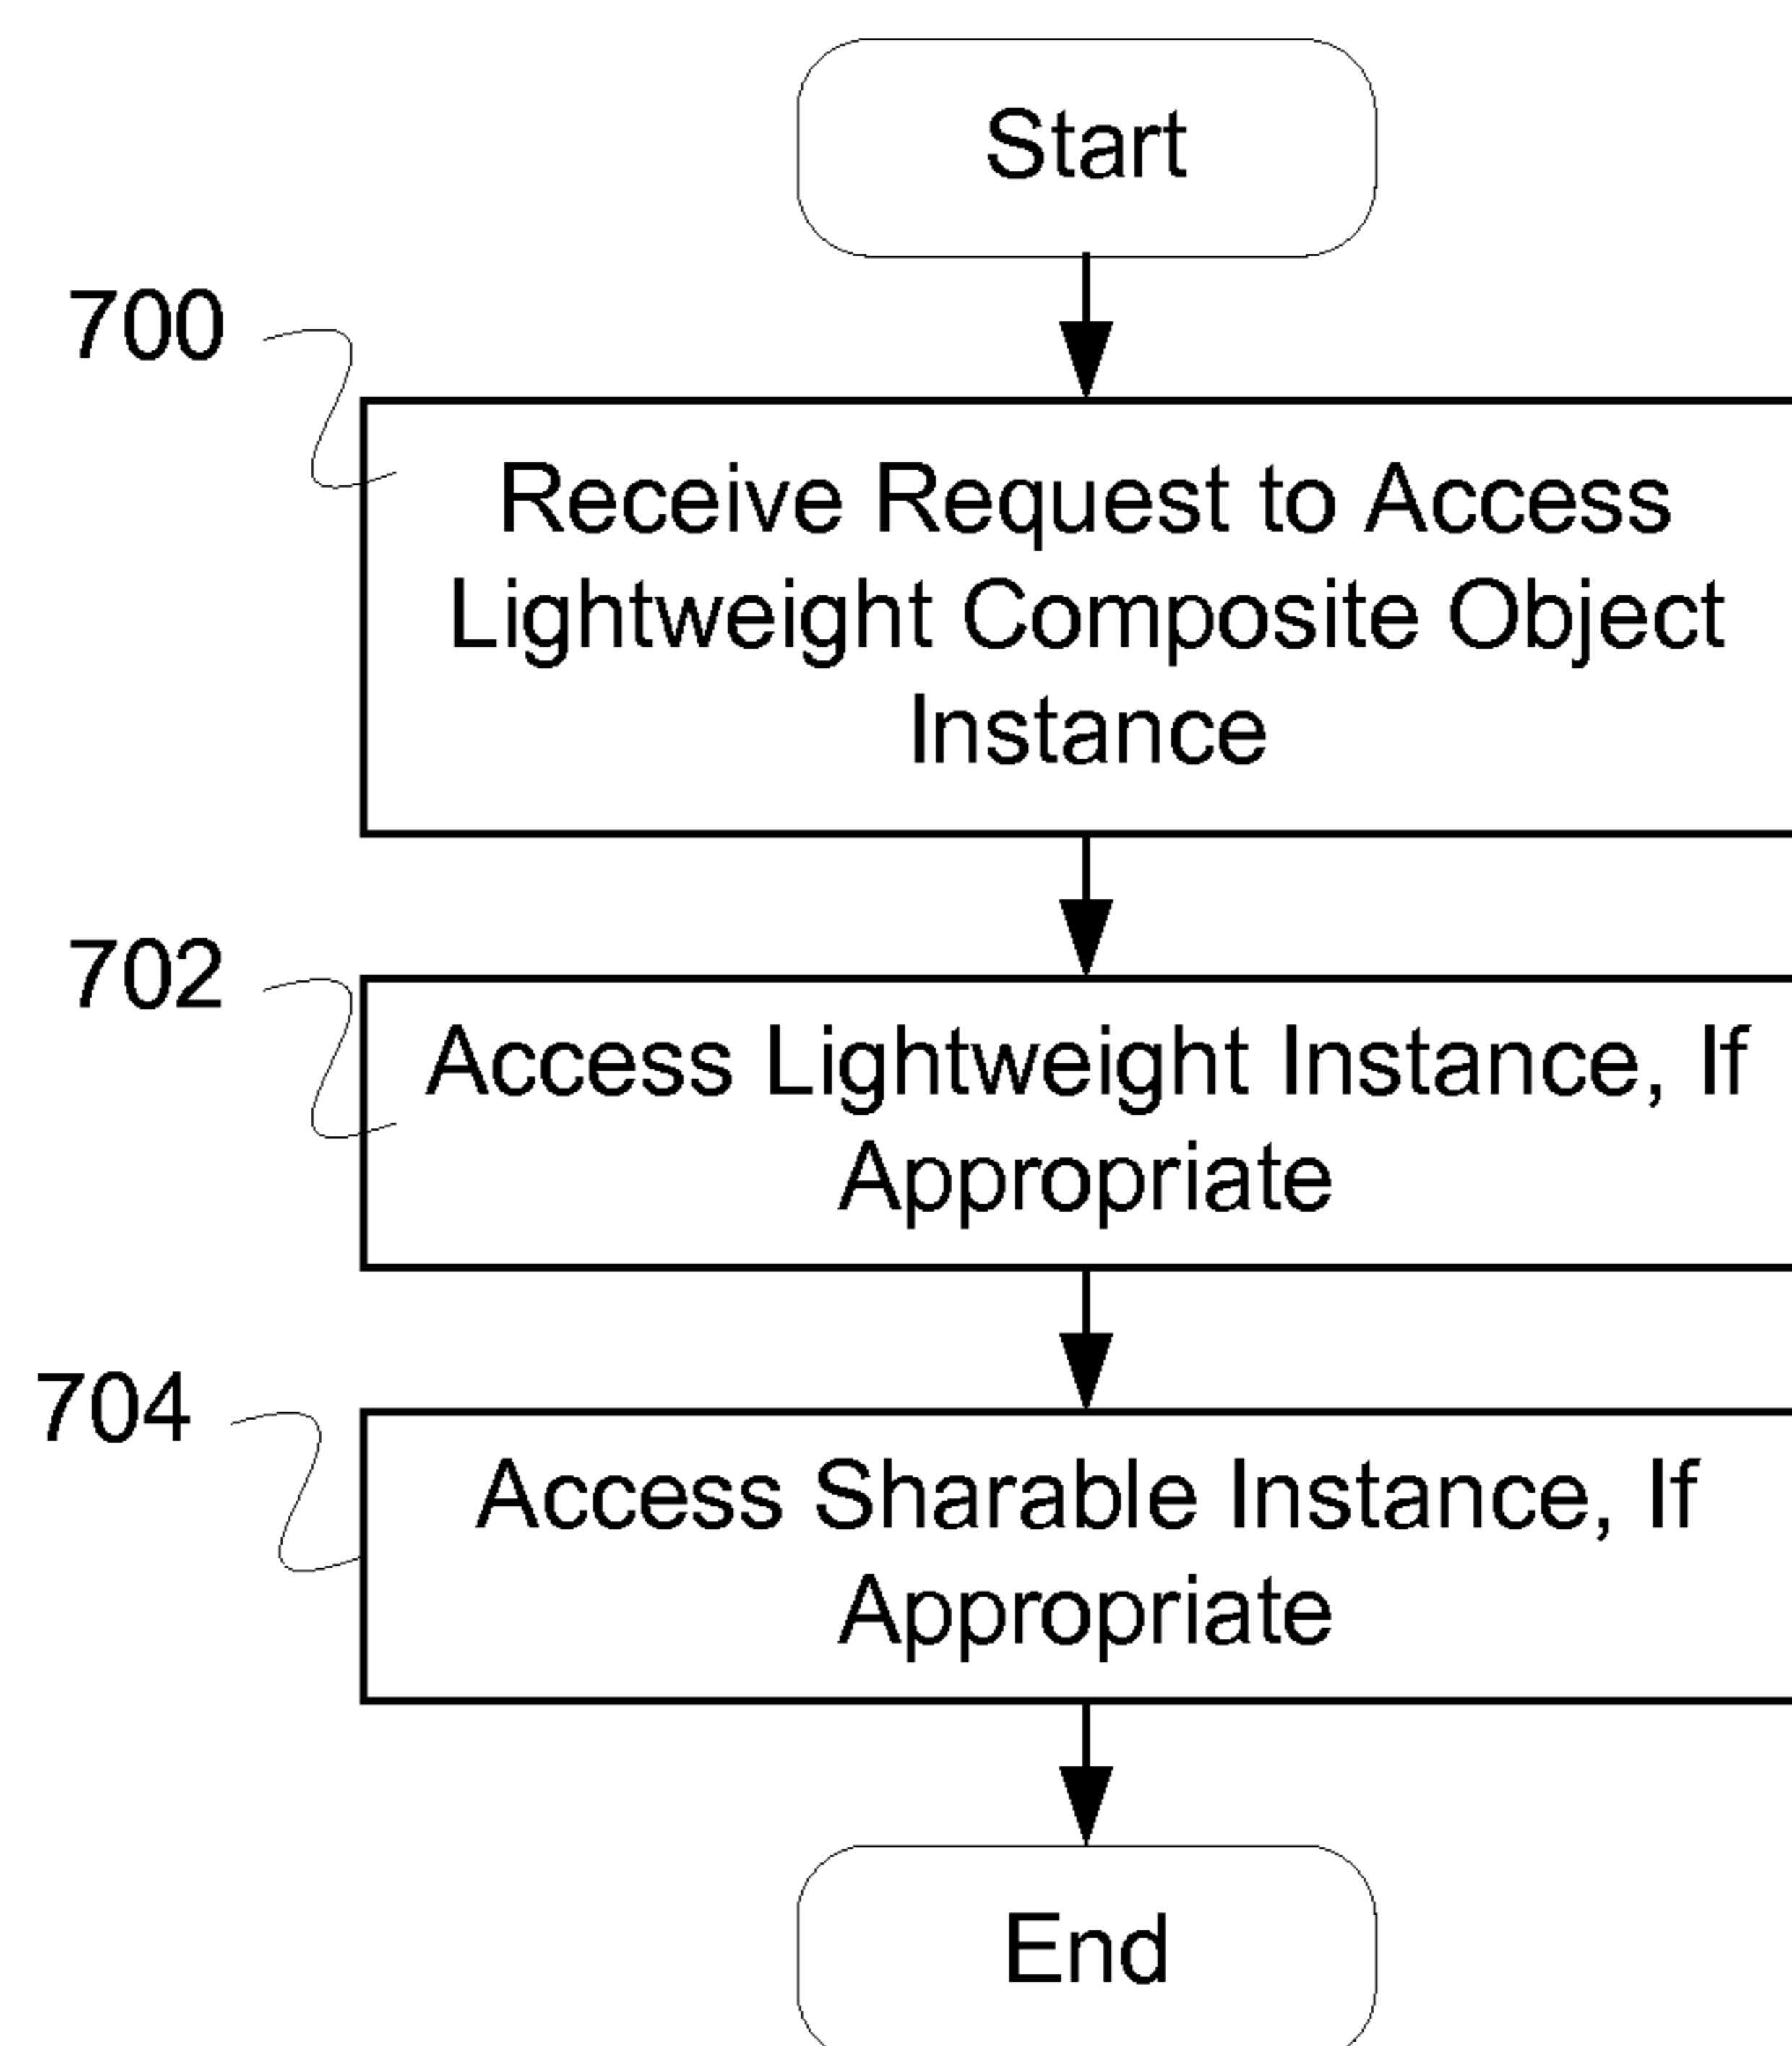 Start
700
Receive Request to Access
Lightweight Composite Object
Instance
702
Access Lightweight Instance, If
Appropriate
704
Access Sharable Instance, If
Appropriate
End